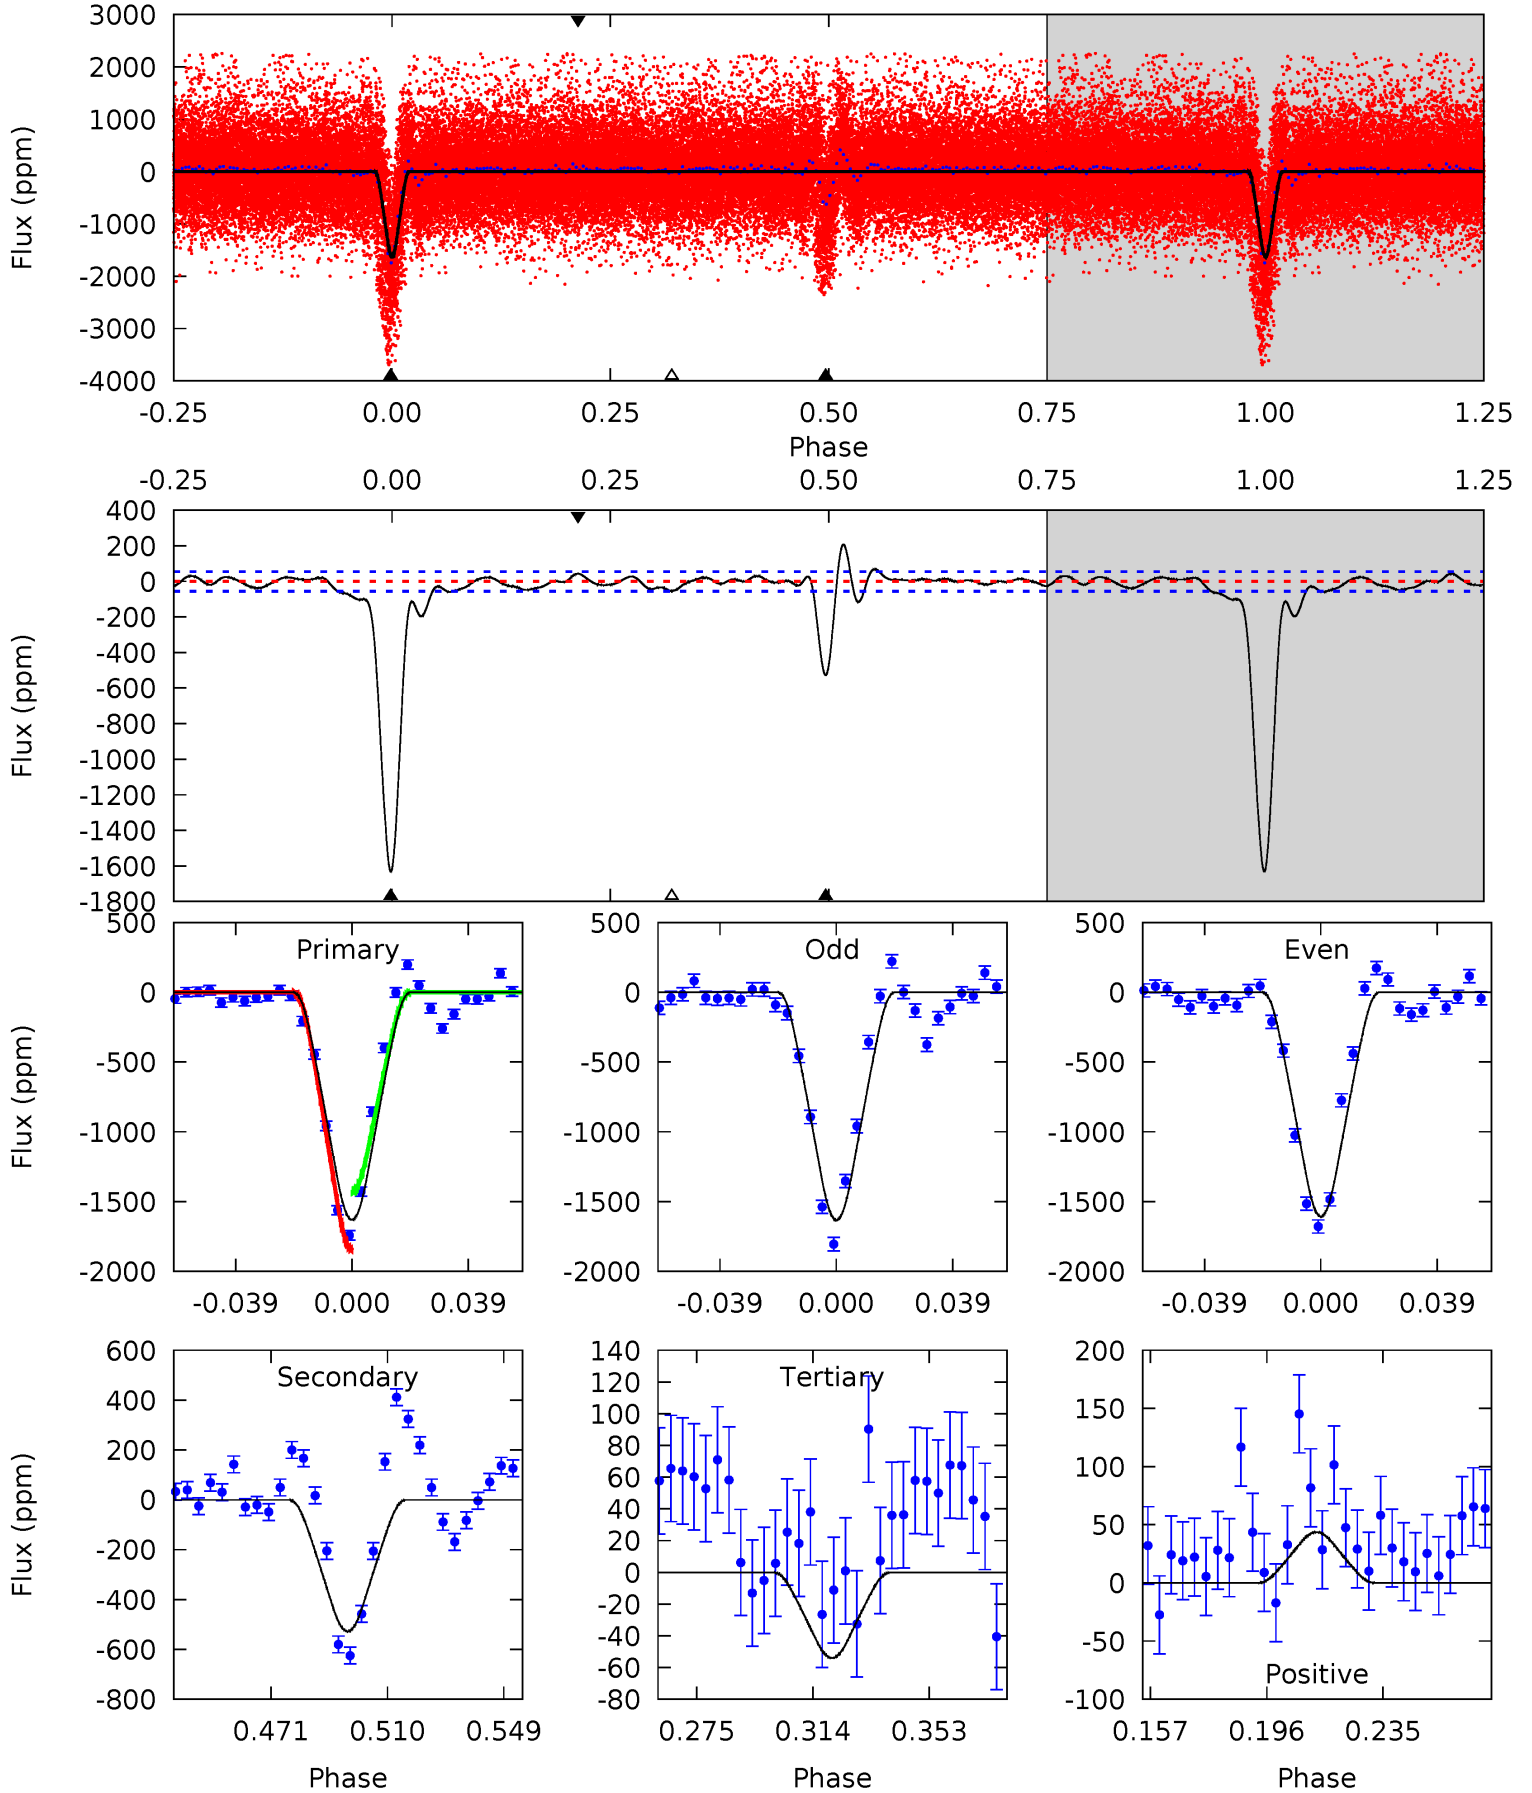 3000
2000
1000
0
-1000
-2000
-3000
-4000
Flux (ppm)
-0.25 0.00 0.25 0.50 0.75 1.00 1.25
Phase
-0.25 0.00 0.25 0.50 0.75 1.00 1.25
400
200
0
-200
-400
-600
-800
-1000
-1200
-1400
-1600
-1800
Flux (ppm)
Primary
500
0
-500
-1000
-1500
-2000
Flux (ppm)
-0.039 0.000 0.039
Odd
500
0
-500
-1000
-1500
-2000
-0.039 0.000 0.039
Even
500
0
-500
-1000
-1500
-2000
-0.039 0.000 0.039
Secondary
600
400
200
0
-200
-400
-600
-800
Flux (ppm)
0.471 0.510 0.549
Phase
Tertiary
140
120
100
80
60
40
20
0
-20
-40
-60
-80
0.275 0.314 0.353
Phase
200
150
100
50
0
-50
-100
Positive
0.157 0.196 0.235
Phase